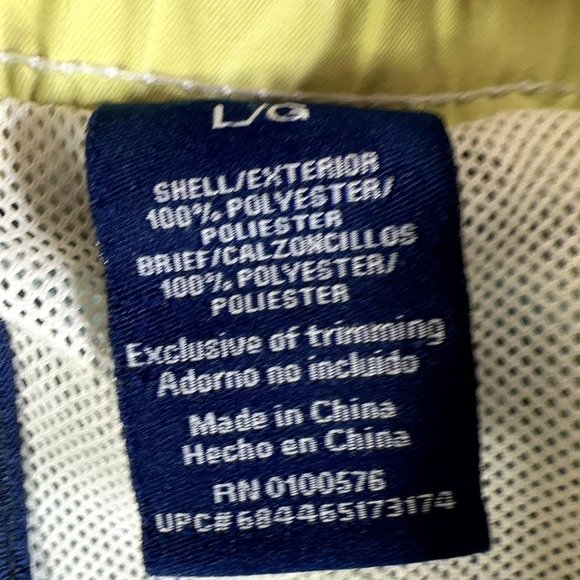 L/G
SHELL/EXTERIOR
100% POLYESTER/
POLIESTER
BRIEF/CALZONCILLOS
100% POLYESTER/
POLIESTER
Exclusive of trimming
Adorno no incluido
Made in China
Hecho en China
RN 0100576
UPC# 684465173174